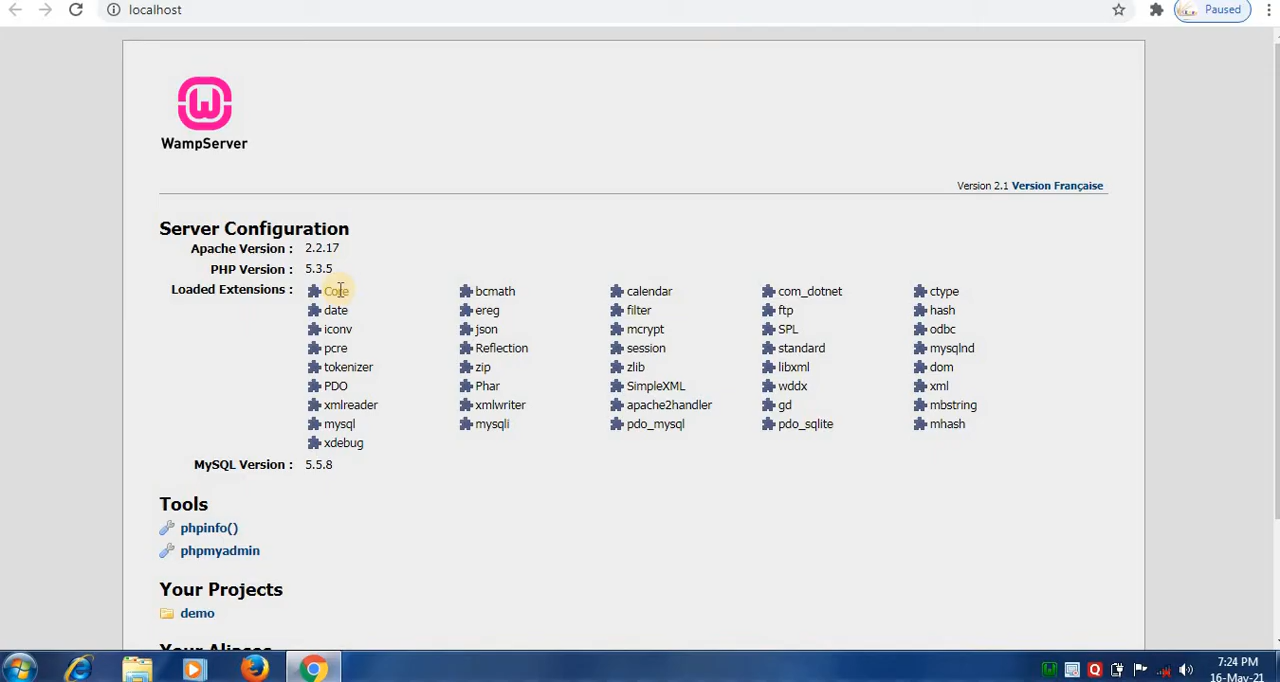 localhost
Paused
WampServer
Version 2.1 Version Française
Server Configuration
Apache Version : 2.2.17
PHP Version : 5.3.5
Loaded Extensions : Core bcmath calendar com_dotnet ctype
date ereg filter ftp hash
iconv json mcrypt SPL odbc
pcre Reflection session standard mysqlnd
tokenizer zip zlib libxml dom
PDO Phar SimpleXML wddx xml
xmlreader xmlwriter apache2handler gd mbstring
mysql mysqli pdo_mysql pdo_sqlite mhash
xdebug
MySQL Version : 5.5.8
Tools
phpinfo()
phpmyadmin
Your Projects
demo
Your Aliases
7:24 PM
16-May-21